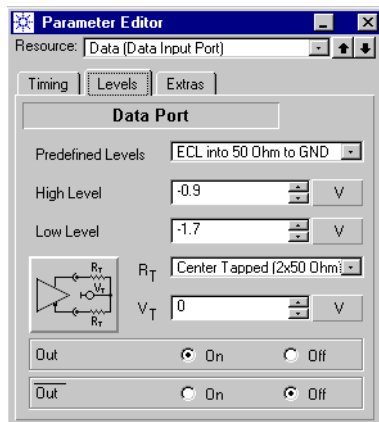 Parameter Editor
Resource: Data (Data Input Port)
Timing Levels Extras
Data Port
Predefined Levels ECL into 50 Ohm to GND
High Level -0.9 V
Low Level -1.7 V
RT VT RT
RT Center Tapped (2x50 Ohm)
VT 0 V
Out On Off
Out On Off